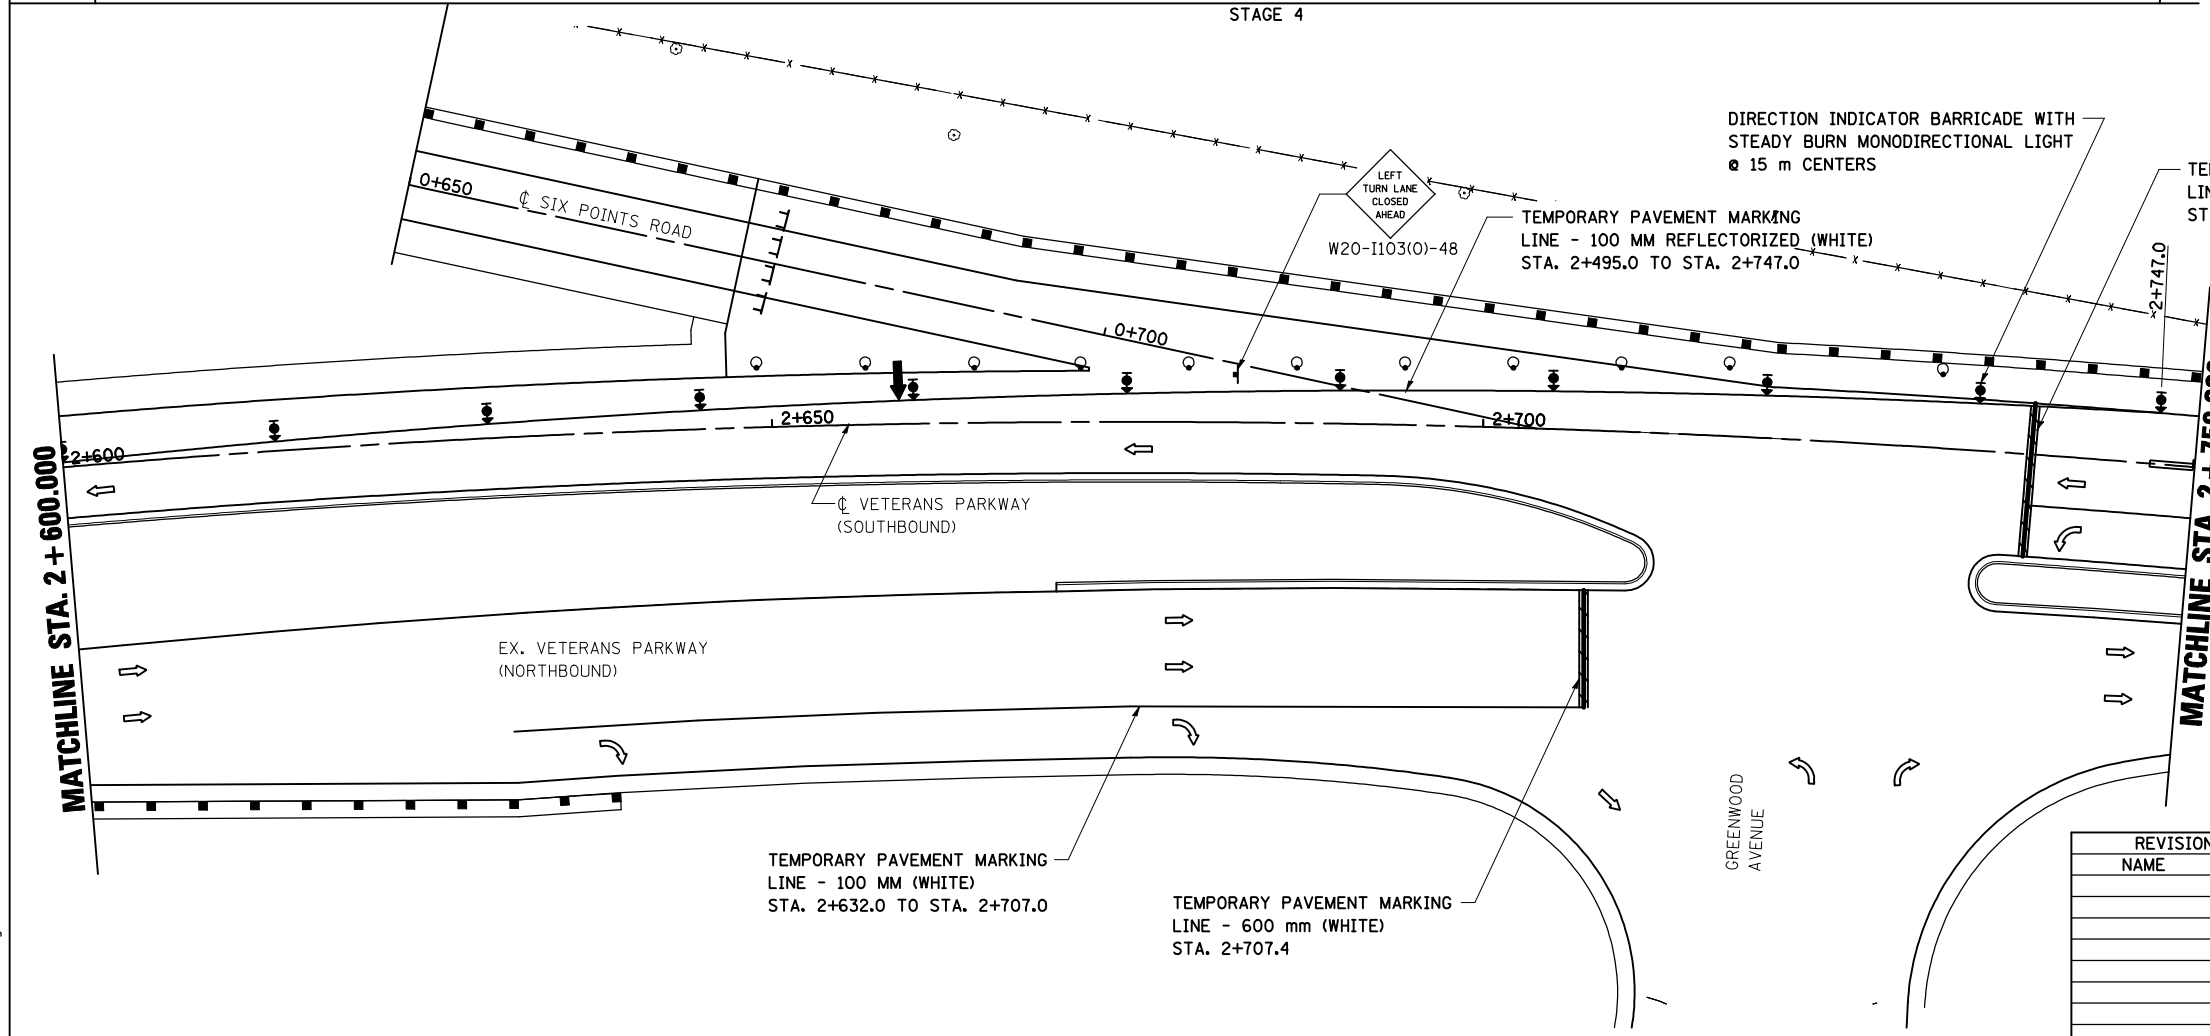 STAGE 4
DIRECTION INDICATOR BARRICADE WITH
STEADY BURN MONODIRECTIONAL LIGHT
@ 15 m CENTERS
LEFT
TURN LANE
CLOSED
AHEAD
W20-I103(O)-48
TEMPORARY PAVEMENT MARKING
LINE - 100 MM REFLECTORIZED (WHITE)
STA. 2+495.0 TO STA. 2+747.0
ST
2+747.0
0+650
℄ SIX POINTS ROAD
0+700
2+600
2+650
2+700
℄ VETERANS PARKWAY
(SOUTHBOUND)
MATCHLINE STA. 2+600.000
EX. VETERANS PARKWAY
(NORTHBOUND)
MATCHLINE STA.
TEMPORARY PAVEMENT MARKING
LINE - 100 MM (WHITE)
STA. 2+632.0 TO STA. 2+707.0
TEMPORARY PAVEMENT MARKING
LINE - 600 mm (WHITE)
STA. 2+707.4
GREENWOOD
AVENUE
REVISION
NAME